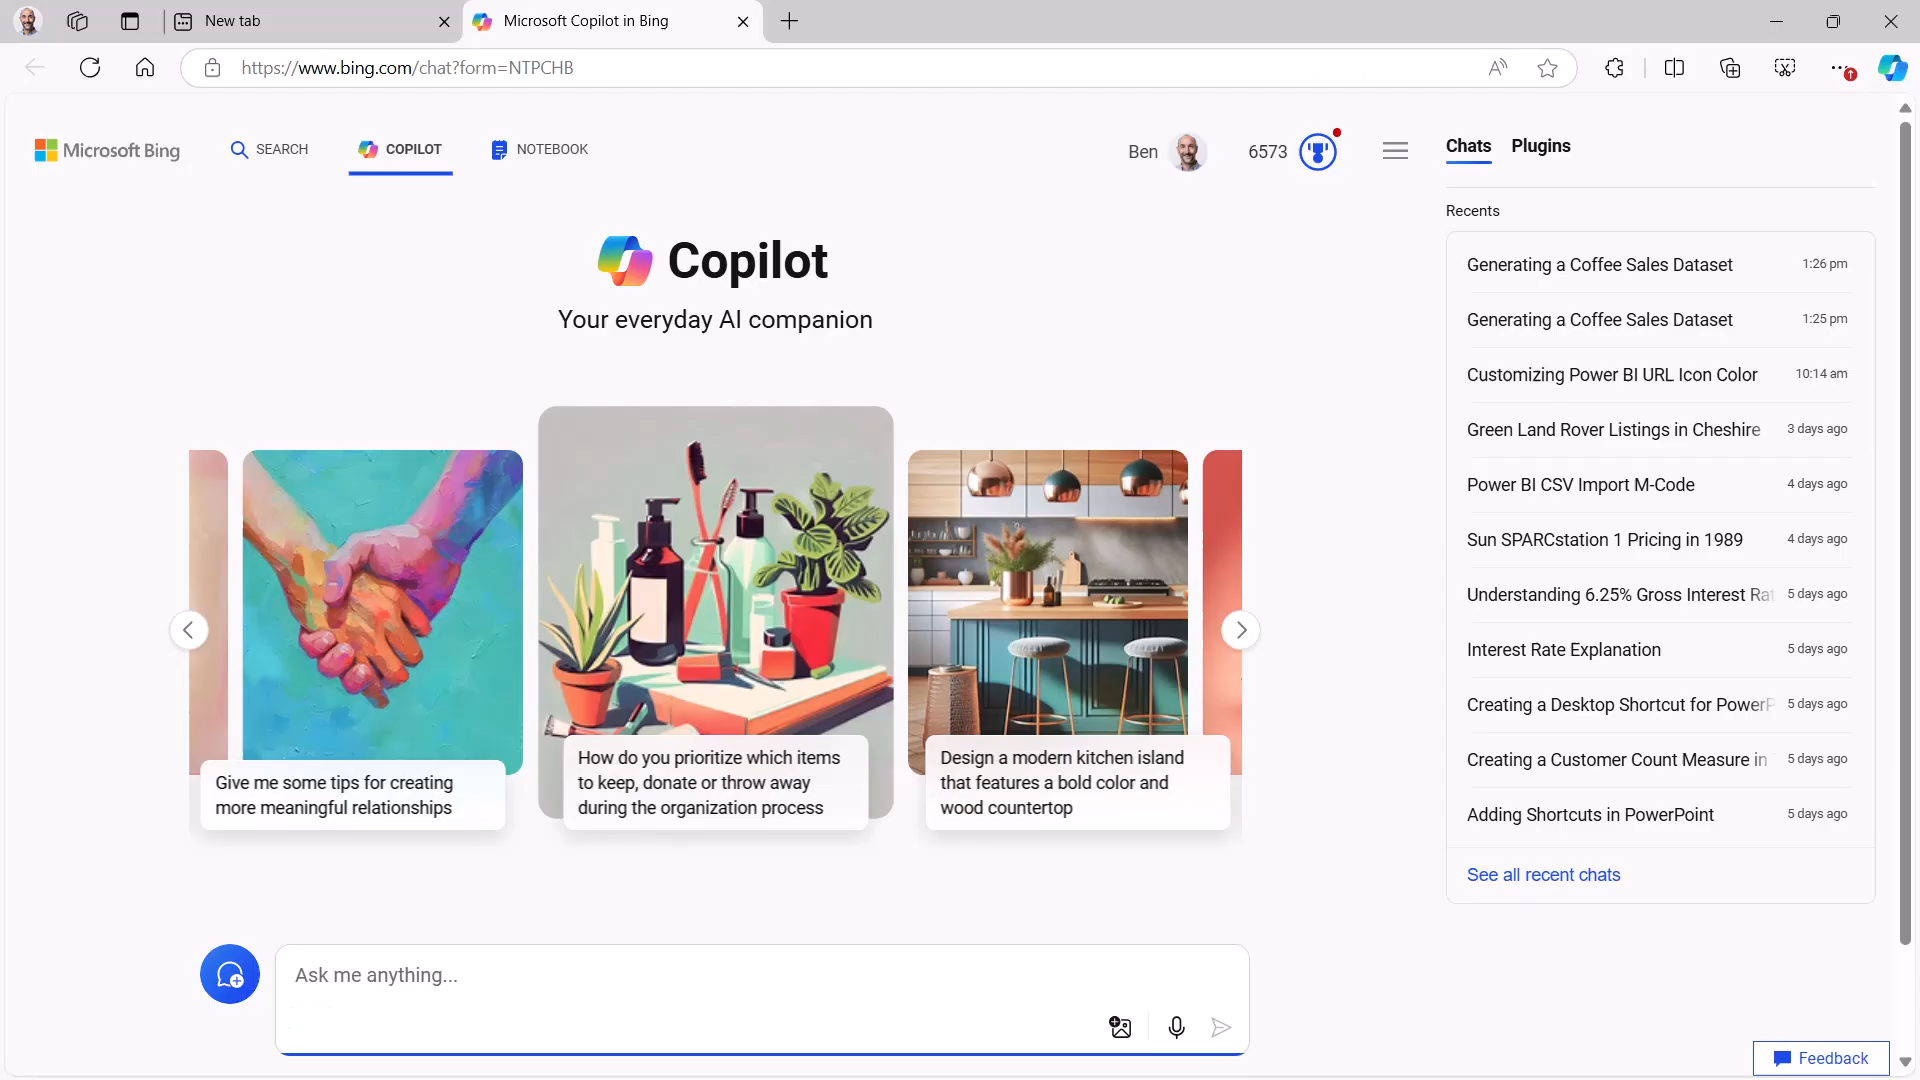 New tab
Microsoft Copilot in Bing
https://www.bing.com/chat?form=NTPCHB
Microsoft Bing
SEARCH
COPILOT
NOTEBOOK
Ben
6573
Chats
Plugins
Copilot
Your everyday AI companion
Give me some tips for creating
more meaningful relationships
How do you prioritize which items
to keep, donate or throw away
during the organization process
Design a modern kitchen island
that features a bold color and
wood countertop
Ask me anything...
Recents
Generating a Coffee Sales Dataset 1:26 pm
Generating a Coffee Sales Dataset 1:25 pm
Customizing Power BI URL Icon Color 10:14 am
Green Land Rover Listings in Cheshire 3 days ago
Power BI CSV Import M-Code 4 days ago
Sun SPARCstation 1 Pricing in 1989 4 days ago
Understanding 6.25% Gross Interest Rat 5 days ago
Interest Rate Explanation 5 days ago
Creating a Desktop Shortcut for PowerP 5 days ago
Creating a Customer Count Measure in 5 days ago
Adding Shortcuts in PowerPoint 5 days ago
See all recent chats
Feedback